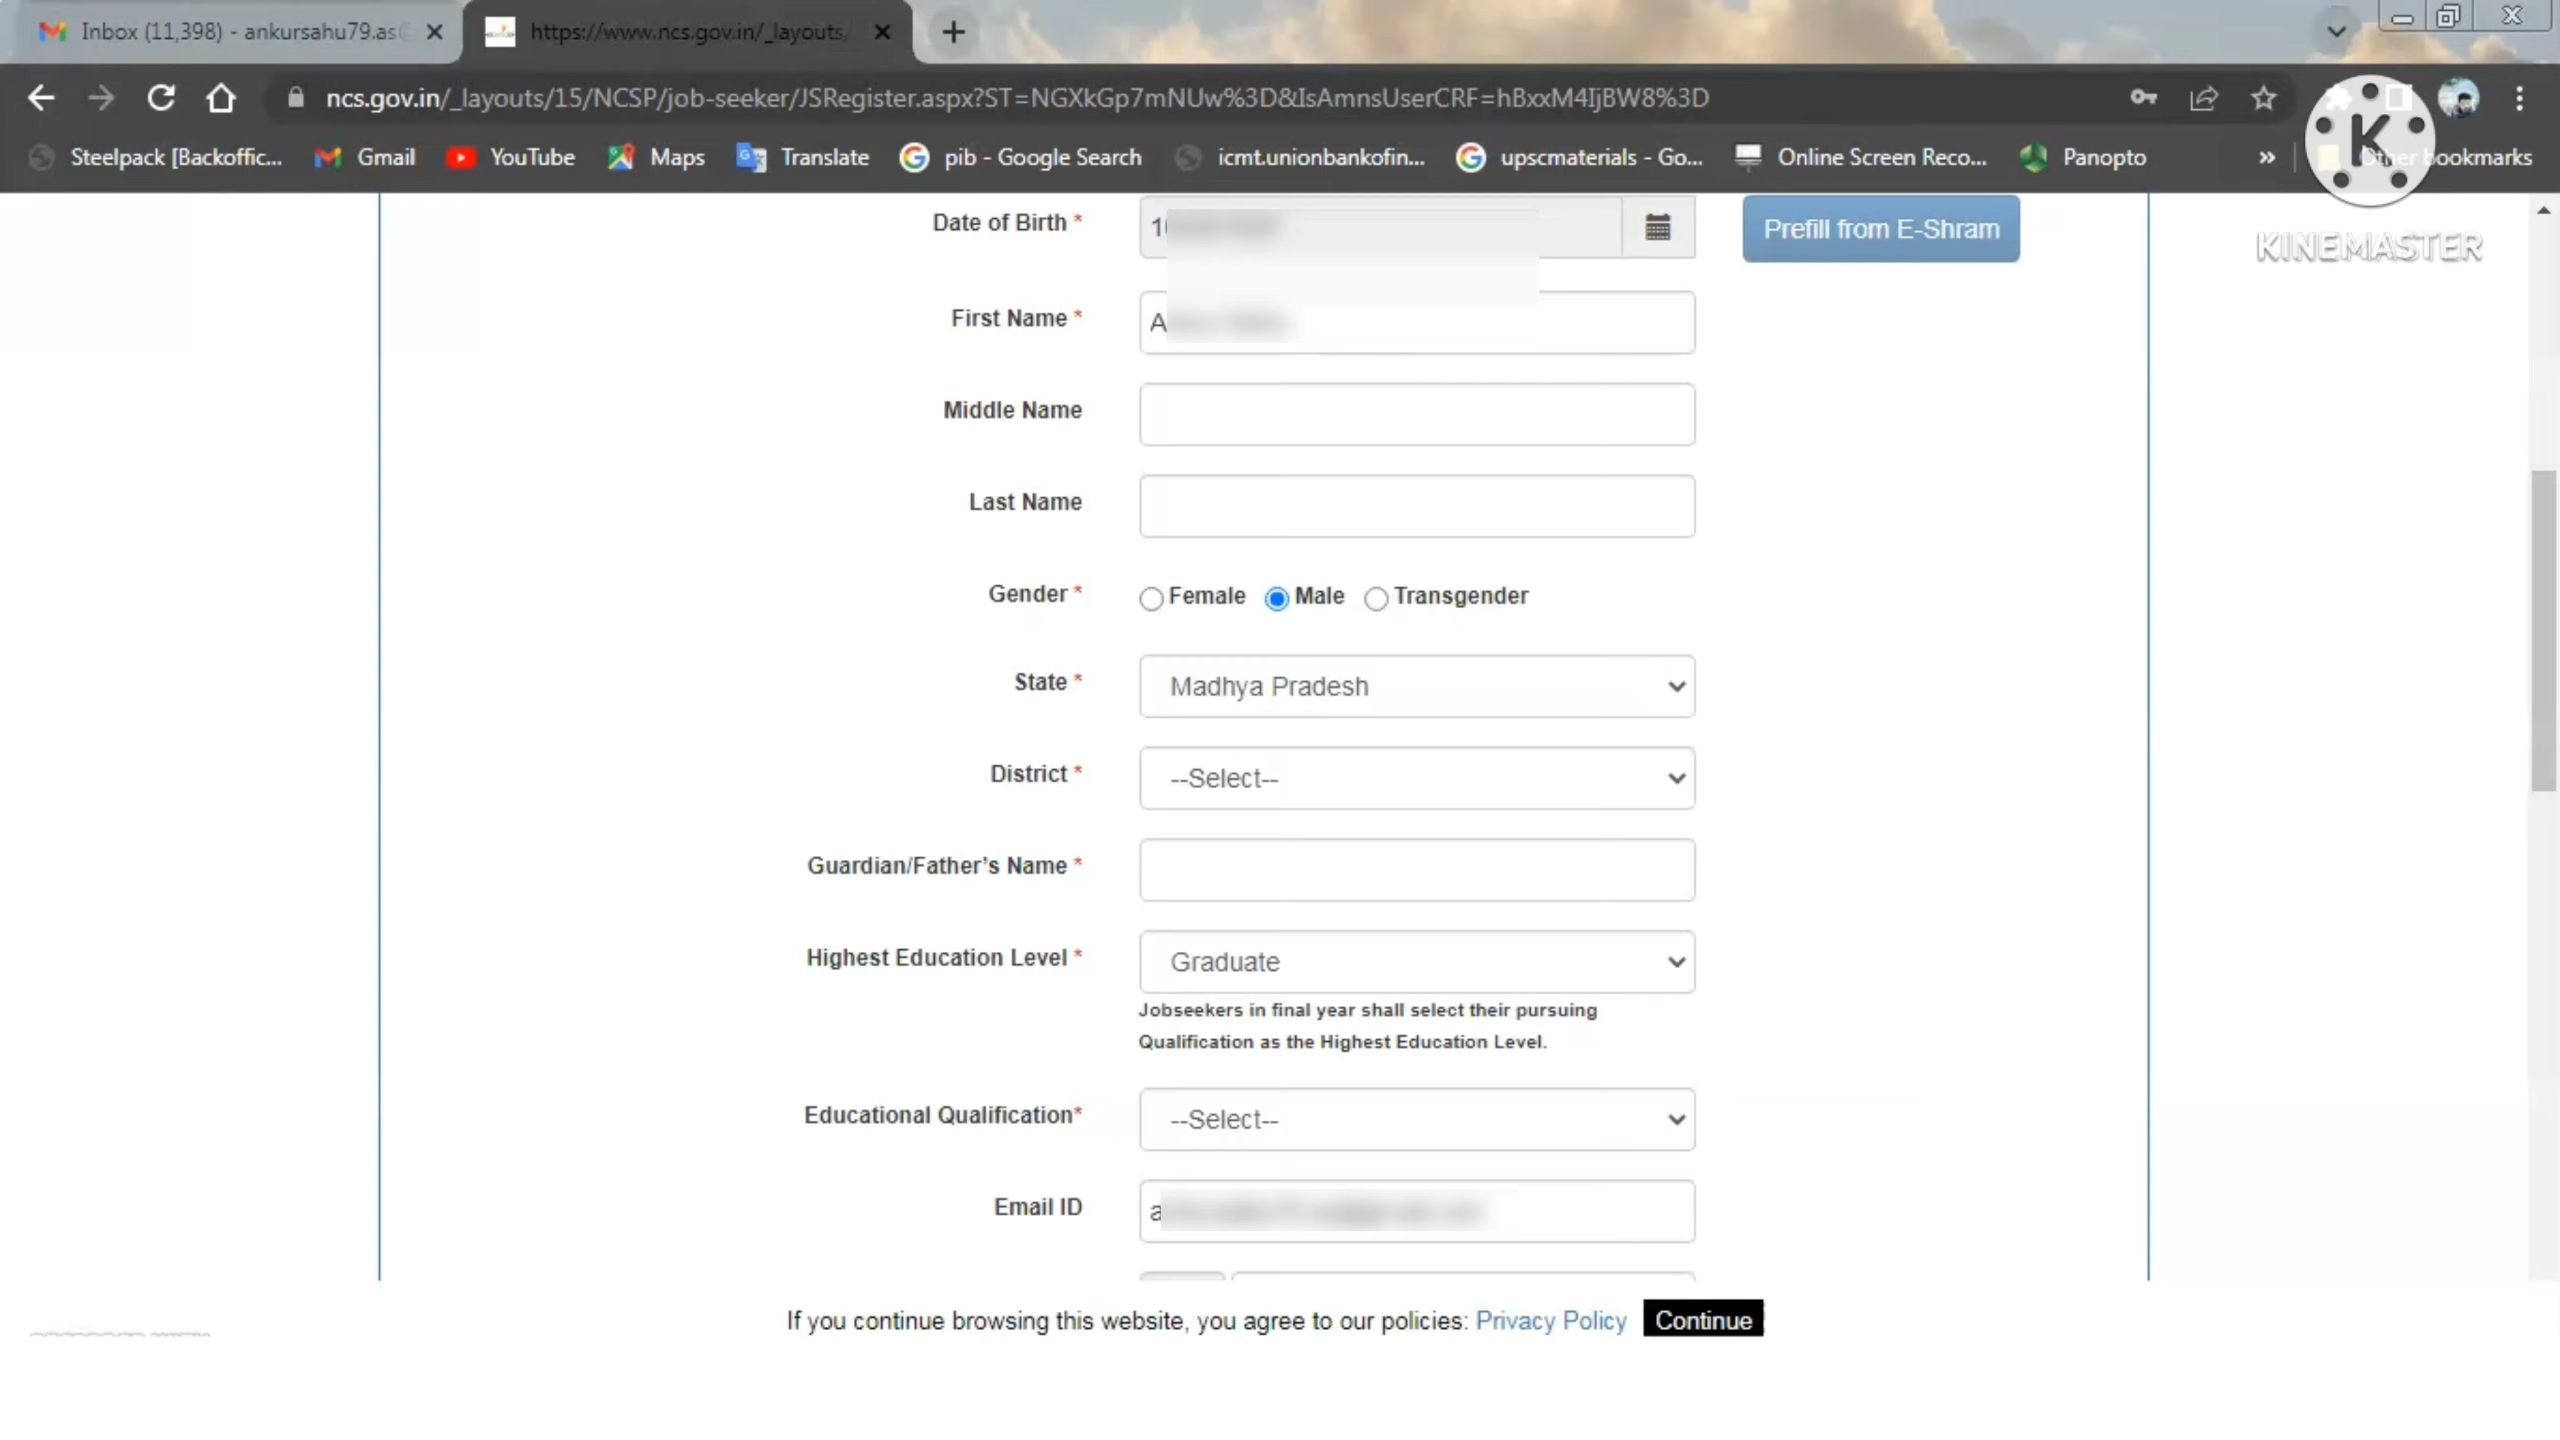 Inbox (11,398) - ankursahu79.as@
https://www.ncs.gov.in/_layouts/
ncs.gov.in/_layouts/15/NCSP/job-seeker/JSRegister.aspx?ST=NGXkGp7mNUw%3D&IsAmnsUserCRF=hBxxM4IjBW8%3D
Steelpack [Backoffic... Gmail YouTube Maps Translate pib - Google Search icmt.unionbankofin... upscmaterials - Go... Online Screen Reco... Panopto » Other bookmarks
K
KINEMASTER
Date of Birth * Prefill from E-Shram
First Name * A
Middle Name
Last Name
Gender * Female Male Transgender
State * Madhya Pradesh
District * --Select--
Guardian/Father’s Name *
Highest Education Level * Graduate
Jobseekers in final year shall select their pursuing
Qualification as the Highest Education Level.
Educational Qualification* --Select--
Email ID a
If you continue browsing this website, you agree to our policies: Privacy Policy Continue